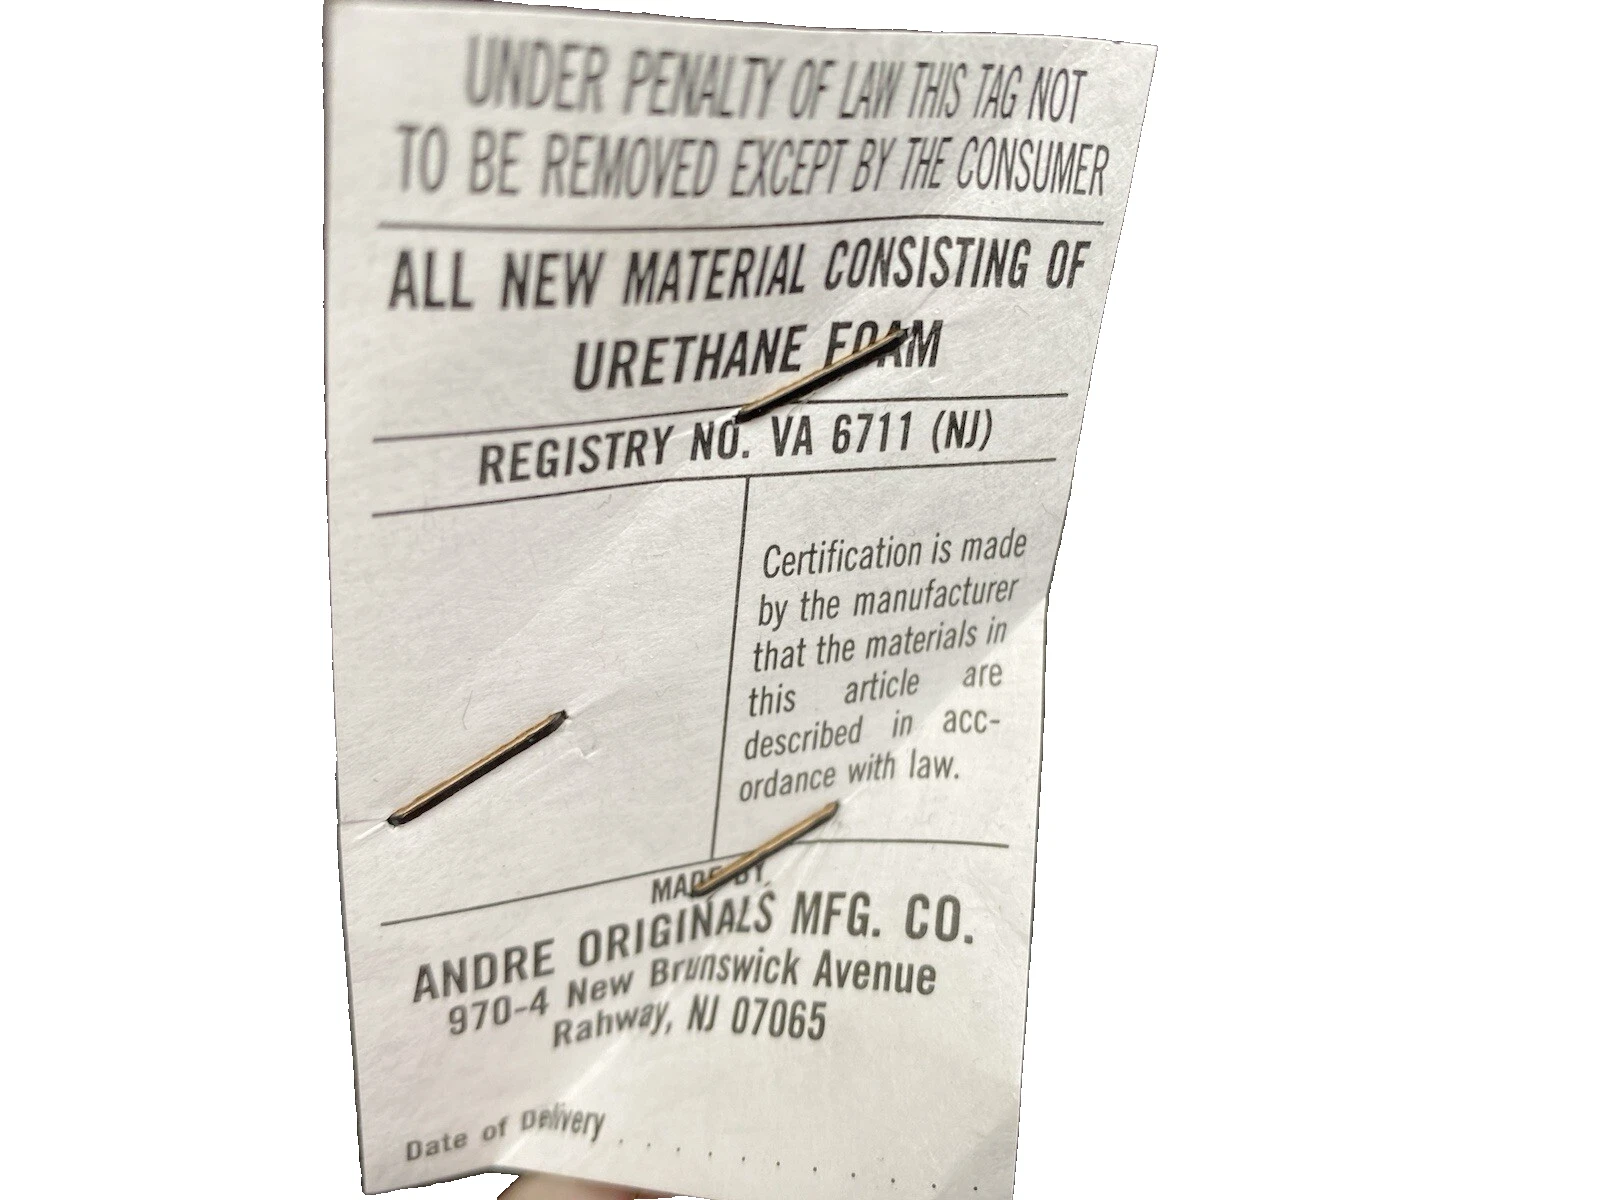 UNDER PENALTY OF LAW THIS TAG NOT
TO BE REMOVED EXCEPT BY THE CONSUMER
ALL NEW MATERIAL CONSISTING OF
URETHANE FOAM
REGISTRY NO. VA 6711 (NJ)
Certification is made
by the manufacturer
that the materials in
this article are
described in acc-
ordance with law.
MADE BY
ANDRE ORIGINALS MFG. CO.
970-4 New Brunswick Avenue
Rahway, NJ 07065
Date of Delivery . . . . . . . . . .